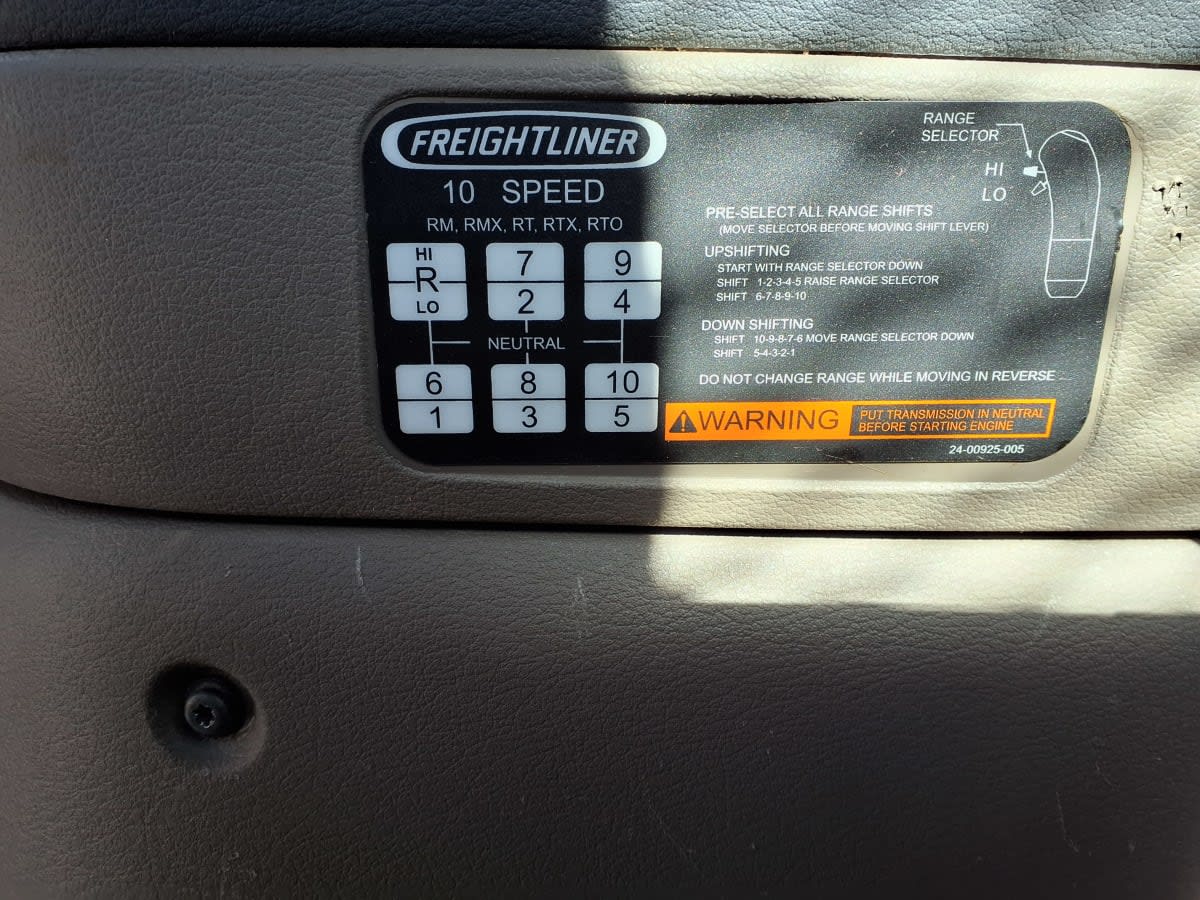 FREIGHTLINER
10 SPEED
RM, RMX, RT, RTX, RTO
HI 7 9
R
LO 2 4
NEUTRAL
6 8 10
1 3 5
RANGE
SELECTOR
HI
LO
PRE-SELECT ALL RANGE SHIFTS
(MOVE SELECTOR BEFORE MOVING SHIFT LEVER)
UPSHIFTING
START WITH RANGE SELECTOR DOWN
SHIFT 1-2-3-4-5 RAISE RANGE SELECTOR
SHIFT 6-7-8-9-10
DOWN SHIFTING
SHIFT 10-9-8-7-6 MOVE RANGE SELECTOR DOWN
SHIFT 5-4-3-2-1
DO NOT CHANGE RANGE WHILE MOVING IN REVERSE
WARNING
PUT TRANSMISSION IN NEUTRAL
BEFORE STARTING ENGINE
24-00925-005